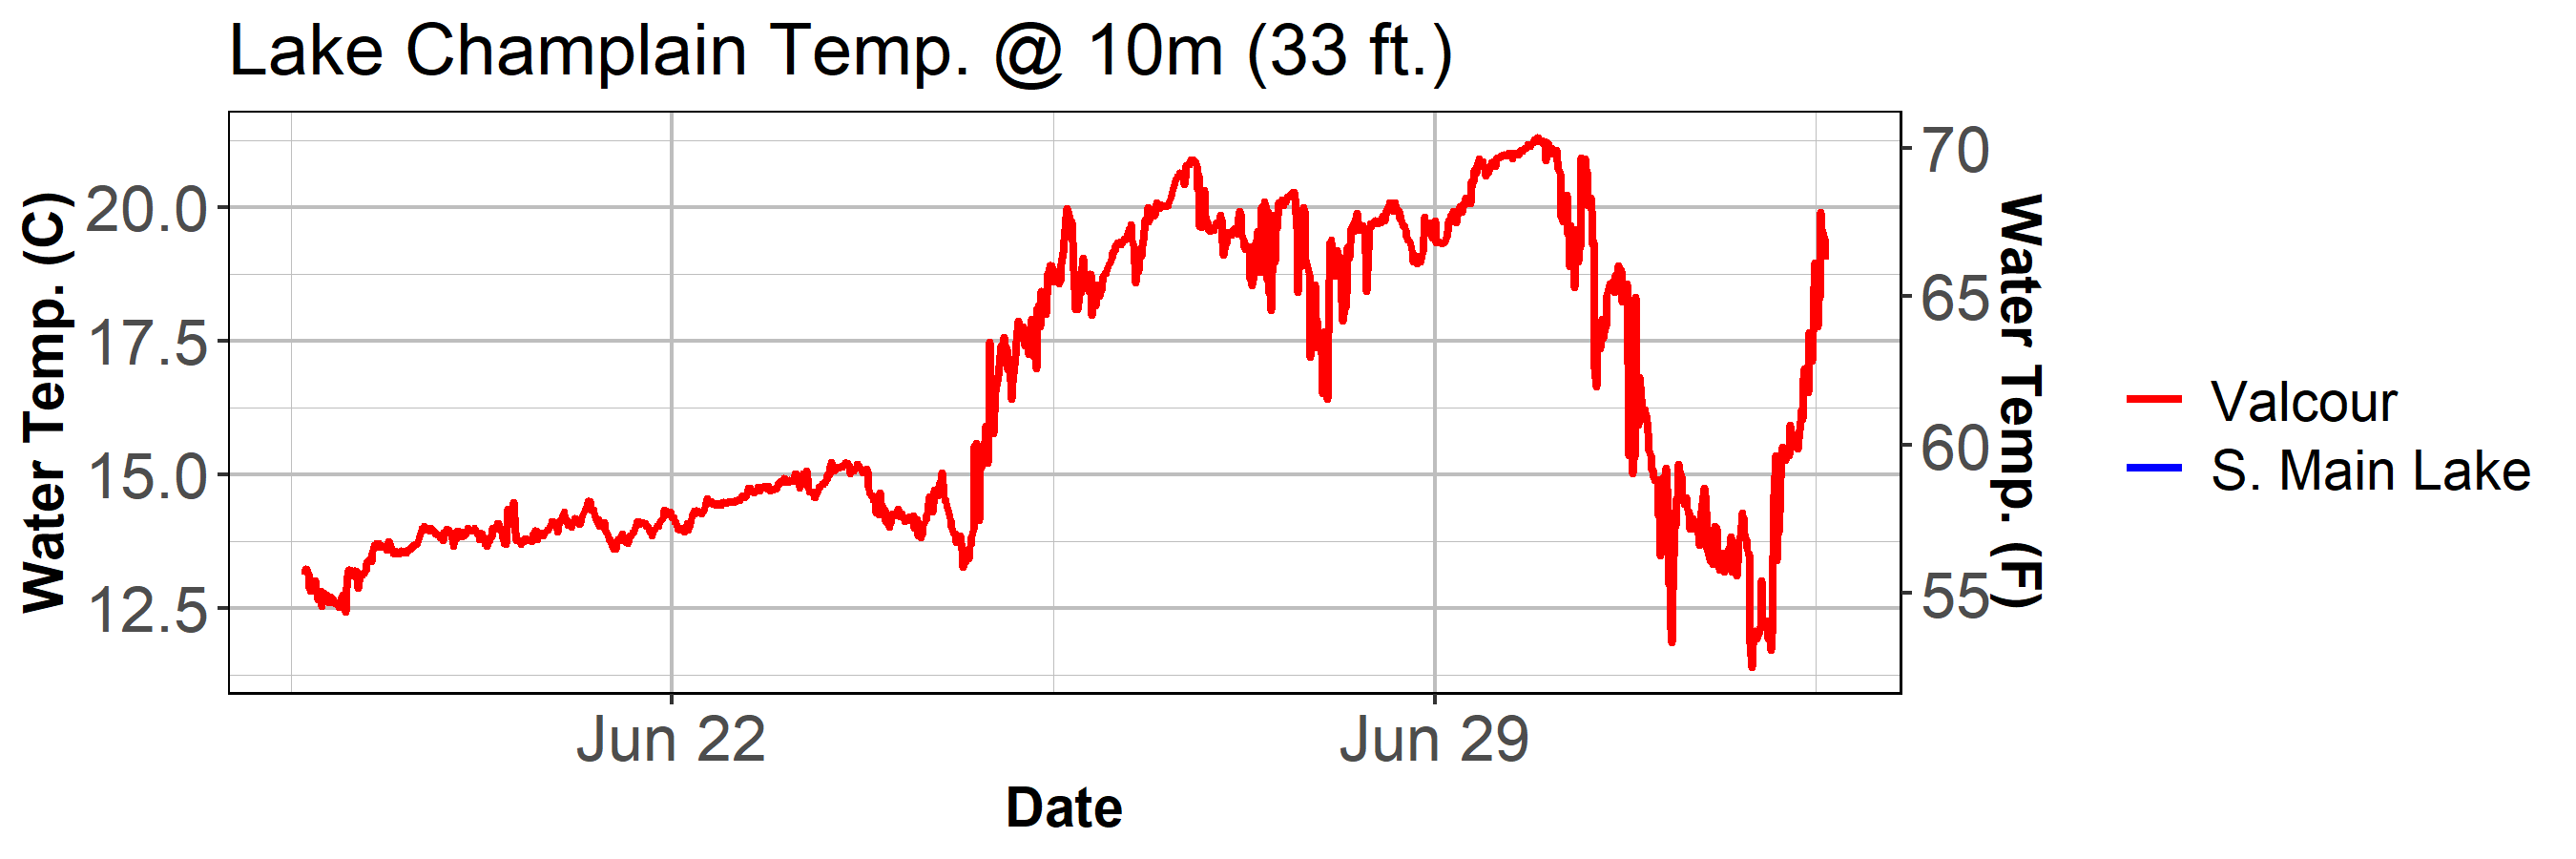 Lake Champlain Temp. @ 10m (33 ft.)
Water Temp. (C)
20.0
17.5
15.0
12.5
70
65
60
55
Water Temp. (F)
Jun 22
Jun 29
Date
Valcour
S. Main Lake